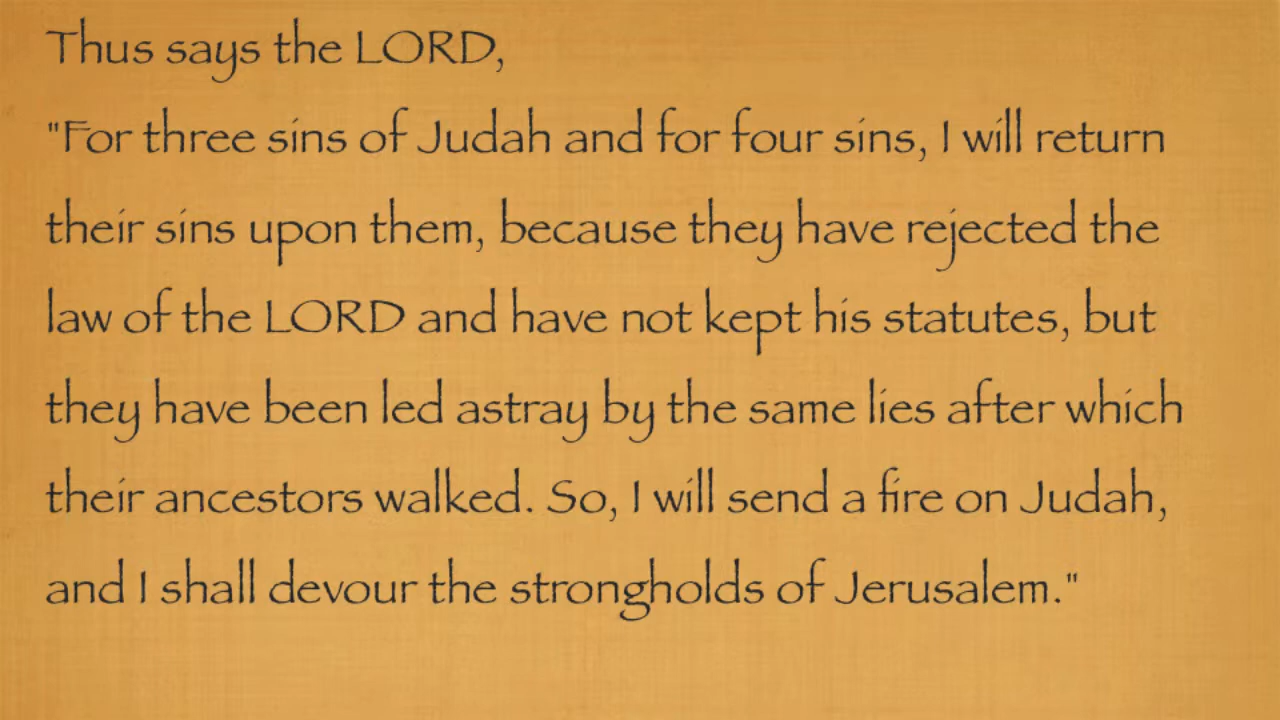 Thus says the LORD,
"For three sins of Judah and for four sins, I will return
their sins upon them, because they have rejected the
law of the LORD and have not kept his statutes, but
they have been led astray by the same lies after which
their ancestors walked. So, I will send a fire on Judah,
and I shall devour the strongholds of Jerusalem."